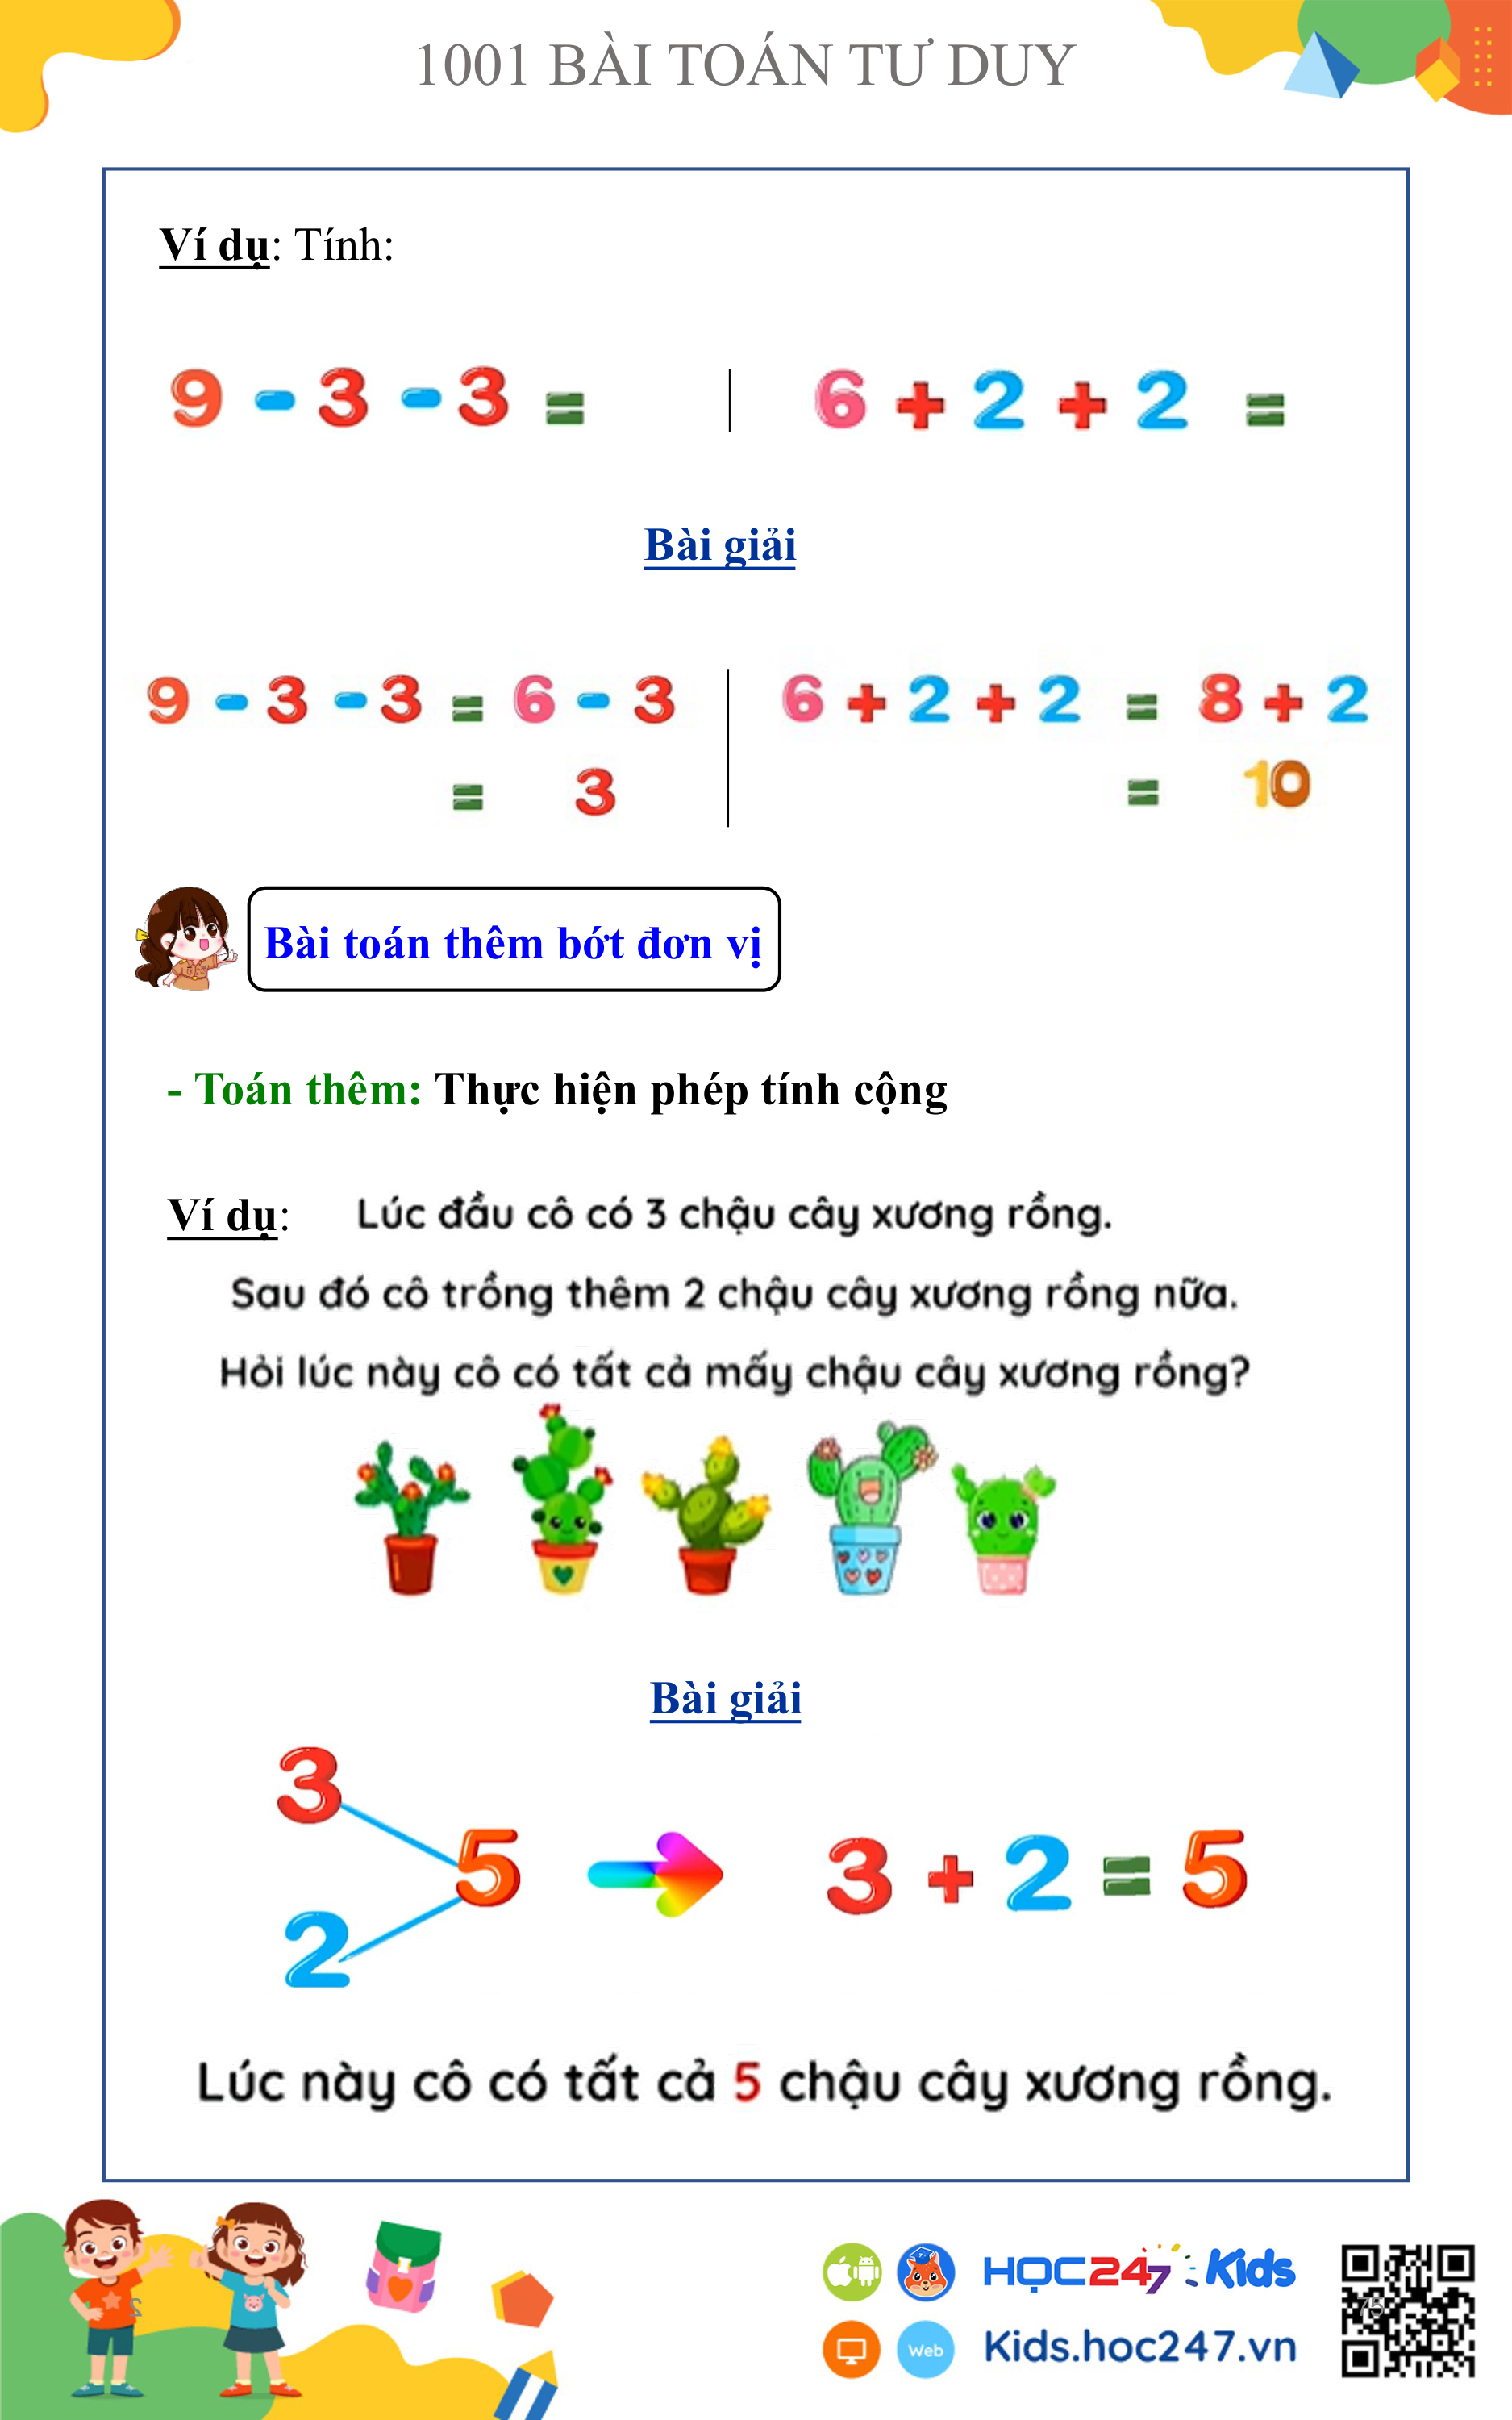 1001 BÀI TOÁN TƯ DUY
Ví dụ: Tính:
9 - 3 - 3 =
6 + 2 + 2 =
Bài giải
9 - 3 - 3 = 6 - 3
= 3
6 + 2 + 2 = 8 + 2
= 10
Bài toán thêm bớt đơn vị
- Toán thêm: Thực hiện phép tính cộng
Ví dụ: Lúc đầu cô có 3 chậu cây xương rồng.
Sau đó cô trồng thêm 2 chậu cây xương rồng nữa.
Hỏi lúc này cô có tất cả mấy chậu cây xương rồng?
Bài giải
3
5
2
3 + 2 = 5
Lúc này cô có tất cả 5 chậu cây xương rồng.
2
HỌC247 Kids
75
Web
Kids.hoc247.vn